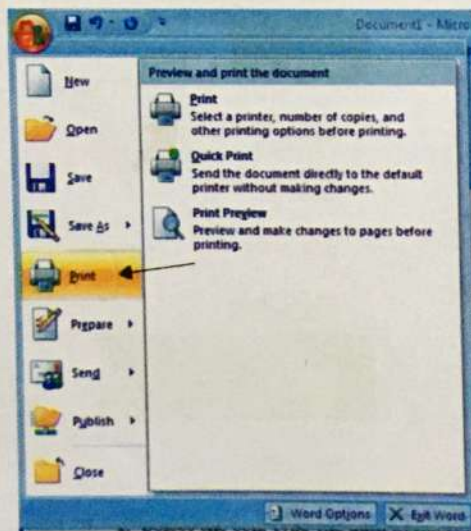 Document1 - Micro
New
Open
Save
Save As
Print
Prepare
Send
Publish
Close
Preview and print the document
Print
Select a printer, number of copies, and
other printing options before printing.
Quick Print
Send the document directly to the default
printer without making changes.
Print Preview
Preview and make changes to pages before
printing.
Word Options
Exit Word